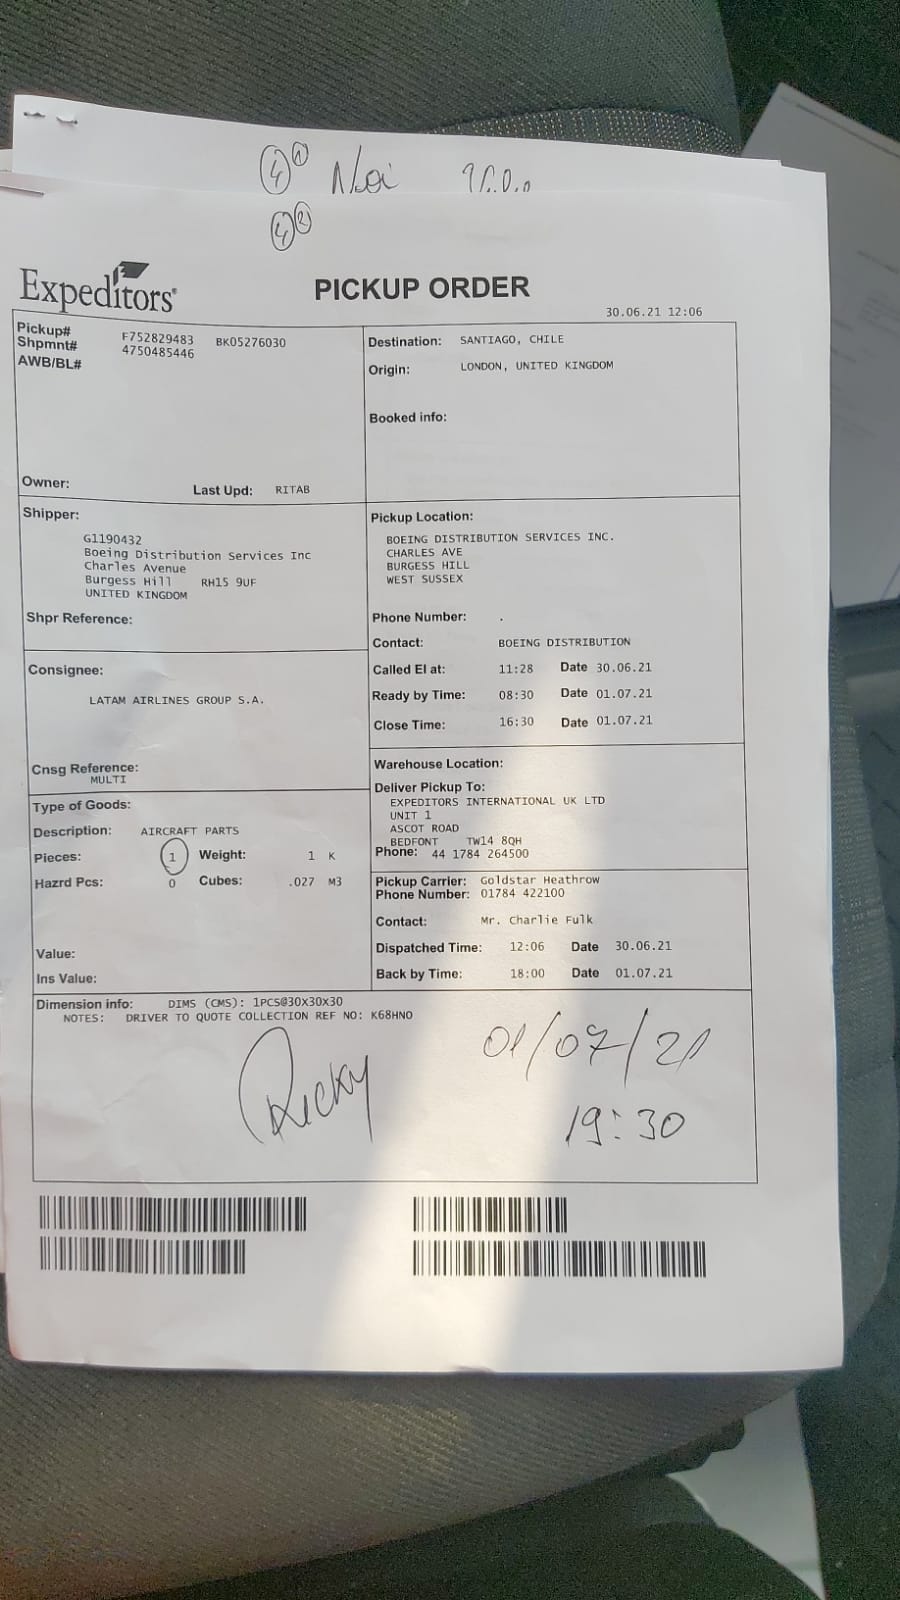 4 1
4 2
Expeditors®
PICKUP ORDER
30.06.21 12:06
Pickup# F752829483 BK05276030
Shpmnt# 4750485446
AWB/BL#
Owner: Last Upd: RITAB
Destination: SANTIAGO, CHILE
Origin: LONDON, UNITED KINGDOM
Booked info:
Shipper:
G1190432
Boeing Distribution Services Inc
Charles Avenue
Burgess Hill RH15 9UF
UNITED KINGDOM
Shpr Reference:
Pickup Location:
BOEING DISTRIBUTION SERVICES INC.
CHARLES AVE
BURGESS HILL
WEST SUSSEX
Phone Number: .
Contact: BOEING DISTRIBUTION
Called EI at: 11:28 Date 30.06.21
Ready by Time: 08:30 Date 01.07.21
Close Time: 16:30 Date 01.07.21
Consignee:
LATAM AIRLINES GROUP S.A.
Cnsg Reference:
MULTI
Warehouse Location:
Deliver Pickup To:
EXPEDITORS INTERNATIONAL UK LTD
UNIT 1
ASCOT ROAD
BEDFONT TW14 8QH
Phone: 44 1784 264500
Type of Goods:
Description: AIRCRAFT PARTS
Pieces: 1 Weight: 1 K
Hazrd Pcs: 0 Cubes: .027 M3
Value:
Ins Value:
Pickup Carrier: Goldstar Heathrow
Phone Number: 01784 422100
Contact: Mr. Charlie Fulk
Dispatched Time: 12:06 Date 30.06.21
Back by Time: 18:00 Date 01.07.21
Dimension info: DIMS (CMS): 1PCS@30X30X30
NOTES: DRIVER TO QUOTE COLLECTION REF NO: K68HNO
Ricky 01/07/21
19:30